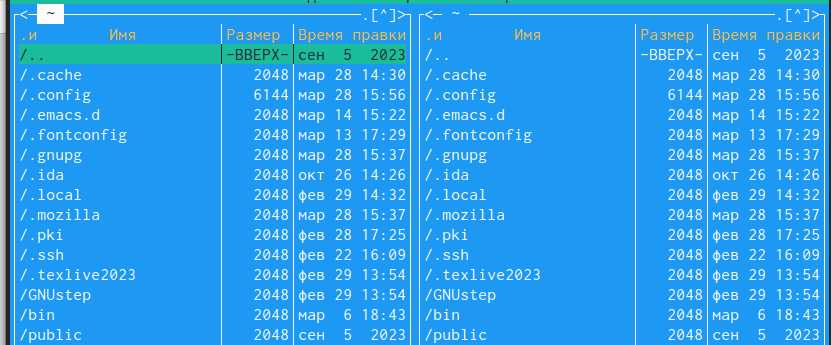 <─ ~ ─.[^]>
.и Имя Размер Время правки
/.. -ВВЕРХ- сен 5 2023
/.cache 2048 мар 28 14:30
/.config 6144 мар 28 15:56
/.emacs.d 2048 мар 14 15:22
/.fontconfig 2048 мар 13 17:29
/.gnupg 2048 мар 28 15:37
/.ida 2048 окт 26 14:26
/.local 2048 фев 29 14:32
/.mozilla 2048 мар 28 15:37
/.pki 2048 фев 28 17:25
/.ssh 2048 фев 22 16:09
/.texlive2023 2048 фев 29 13:54
/GNUstep 2048 фев 29 13:54
/bin 2048 мар 6 18:43
/public 2048 сен 5 2023
<─ ~ ─.[^]>
.и Имя Размер Время правки
/.. -ВВЕРХ- сен 5 2023
/.cache 2048 мар 28 14:30
/.config 6144 мар 28 15:56
/.emacs.d 2048 мар 14 15:22
/.fontconfig 2048 мар 13 17:29
/.gnupg 2048 мар 28 15:37
/.ida 2048 окт 26 14:26
/.local 2048 фев 29 14:32
/.mozilla 2048 мар 28 15:37
/.pki 2048 фев 28 17:25
/.ssh 2048 фев 22 16:09
/.texlive2023 2048 фев 29 13:54
/GNUstep 2048 фев 29 13:54
/bin 2048 мар 6 18:43
/public 2048 сен 5 2023